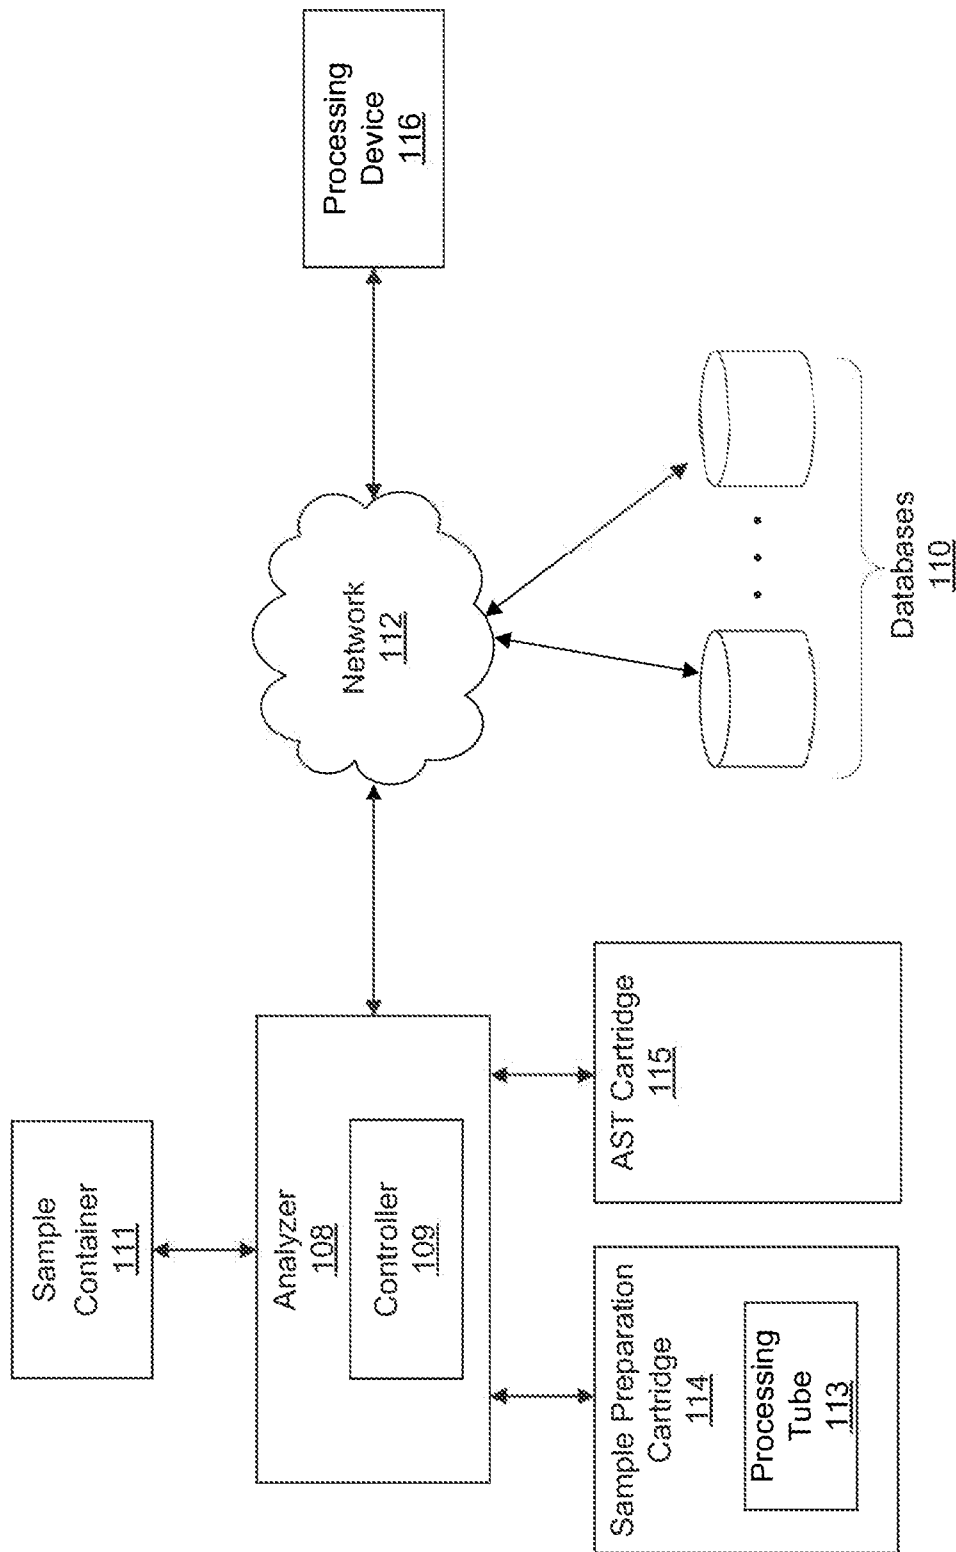 Sample
Container
111
Analyzer
108
Controller
109
Sample Preparation
Cartridge
114
Processing
Tube
113
AST Cartridge
115
Network
112
Databases
110
Processing
Device
116